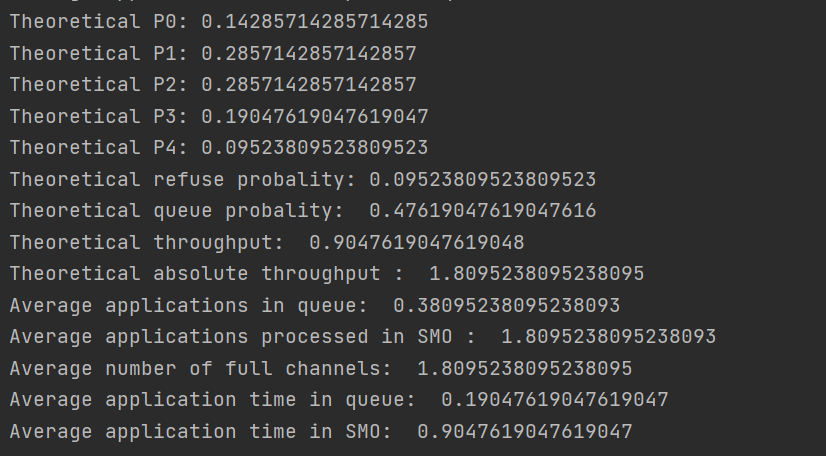 Theoretical P0: 0.14285714285714285
Theoretical P1: 0.2857142857142857
Theoretical P2: 0.2857142857142857
Theoretical P3: 0.19047619047619047
Theoretical P4: 0.09523809523809523
Theoretical refuse probality: 0.09523809523809523
Theoretical queue probality:  0.47619047619047616
Theoretical throughput:  0.9047619047619048
Theoretical absolute throughput :  1.8095238095238095
Average applications in queue:  0.38095238095238093
Average applications processed in SMO :  1.8095238095238093
Average number of full channels:  1.8095238095238095
Average application time in queue:  0.19047619047619047
Average application time in SMO:  0.9047619047619047